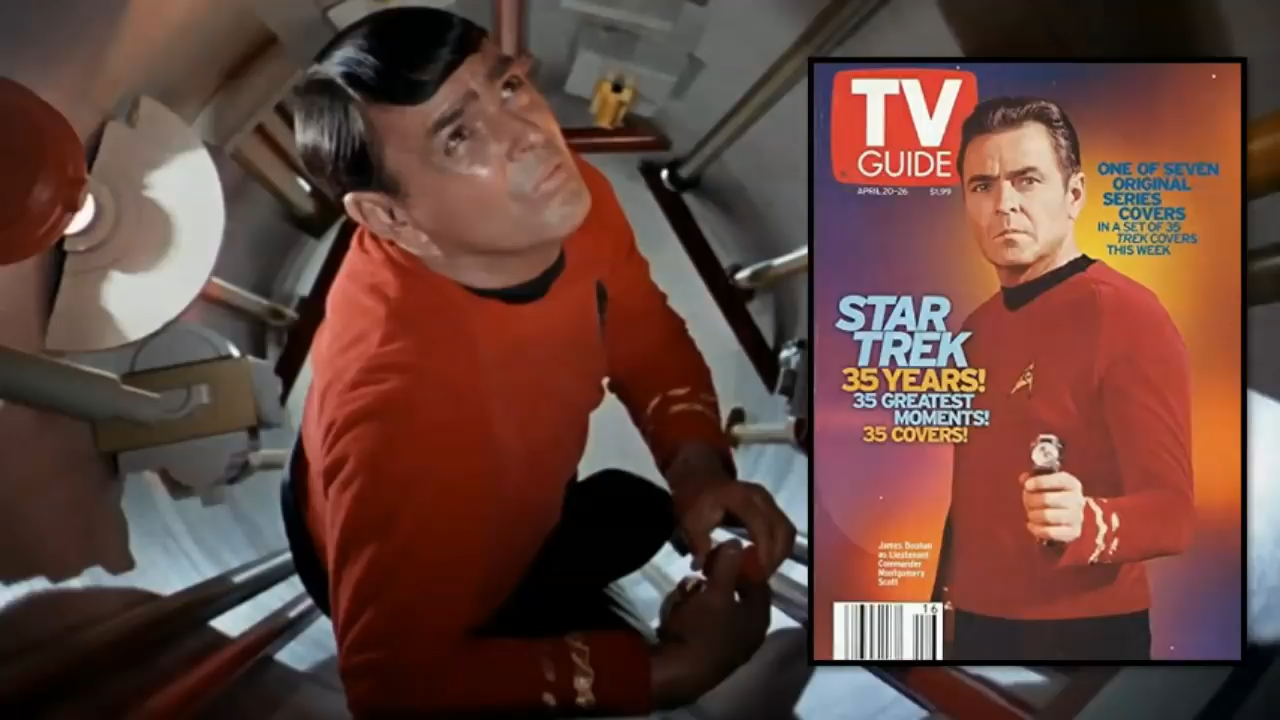 TV
GUIDE
APRIL 20-26 $1.99
ONE OF SEVEN
ORIGINAL
SERIES
COVERS
IN A SET OF 35
TREK COVERS
THIS WEEK
STAR
TREK
35 YEARS!
35 GREATEST
MOMENTS!
35 COVERS!
James Doohan
as Lieutenant
Commander
Montgomery
Scott
16